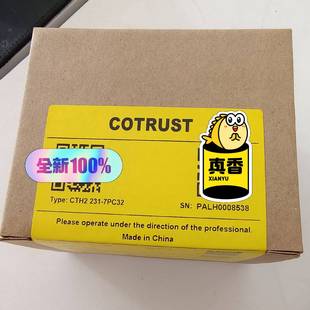 COTRUST
全新100%
真香
XIANYU
Type: CTH2 231-7PC32
SN: PALH0008538
Please operate under the direction of the professional.
Made in China